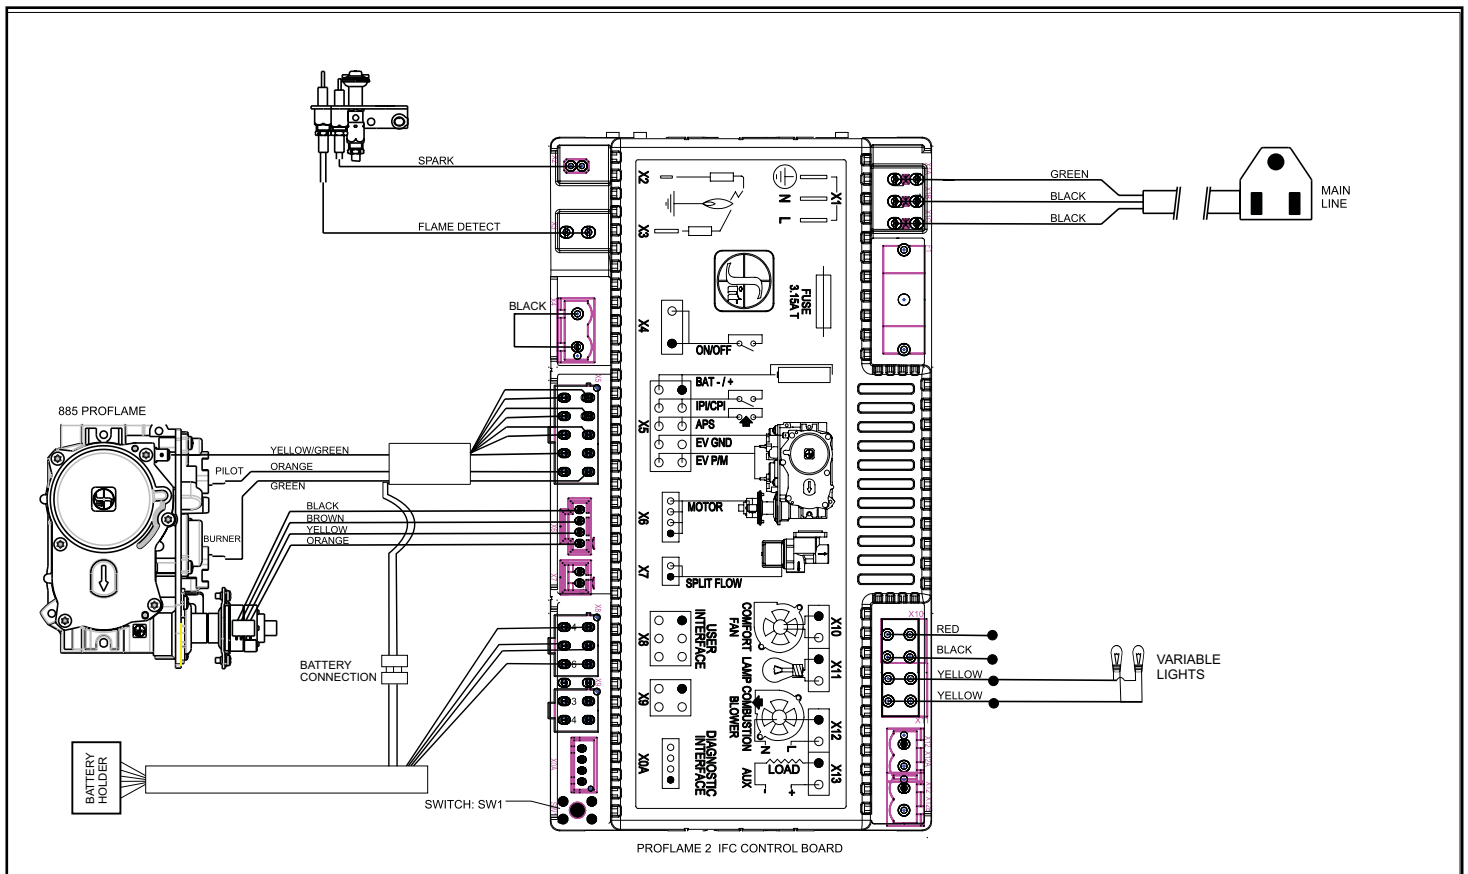 SPARK
FLAME DETECT
BLACK
885 PROFLAME
YELLOW/GREEN
PILOT
ORANGE
GREEN
BLACK
BROWN
YELLOW
ORANGE
BURNER
BATTERY
CONNECTION
BATTERY
HOLDER
SWITCH: SW1
X2
X3
X1
N
L
FUSE
3.15A T
X4
ON/OFF
BAT - / +
IPI/CPI
X5
APS
EV GND
EV P/M
X6
MOTOR
X7
SPLIT FLOW
X8
USER
INTERFACE
X9
X0A
DIAGNOSTIC
INTERFACE
COMFORT
FAN
X10
LAMP
X11
COMBUSTION
BLOWER
X12
N
L
X13
LOAD
AUX
- +
GREEN
BLACK
BLACK
MAIN
LINE
X10
RED
BLACK
YELLOW
YELLOW
VARIABLE
LIGHTS
PROFLAME 2 IFC CONTROL BOARD